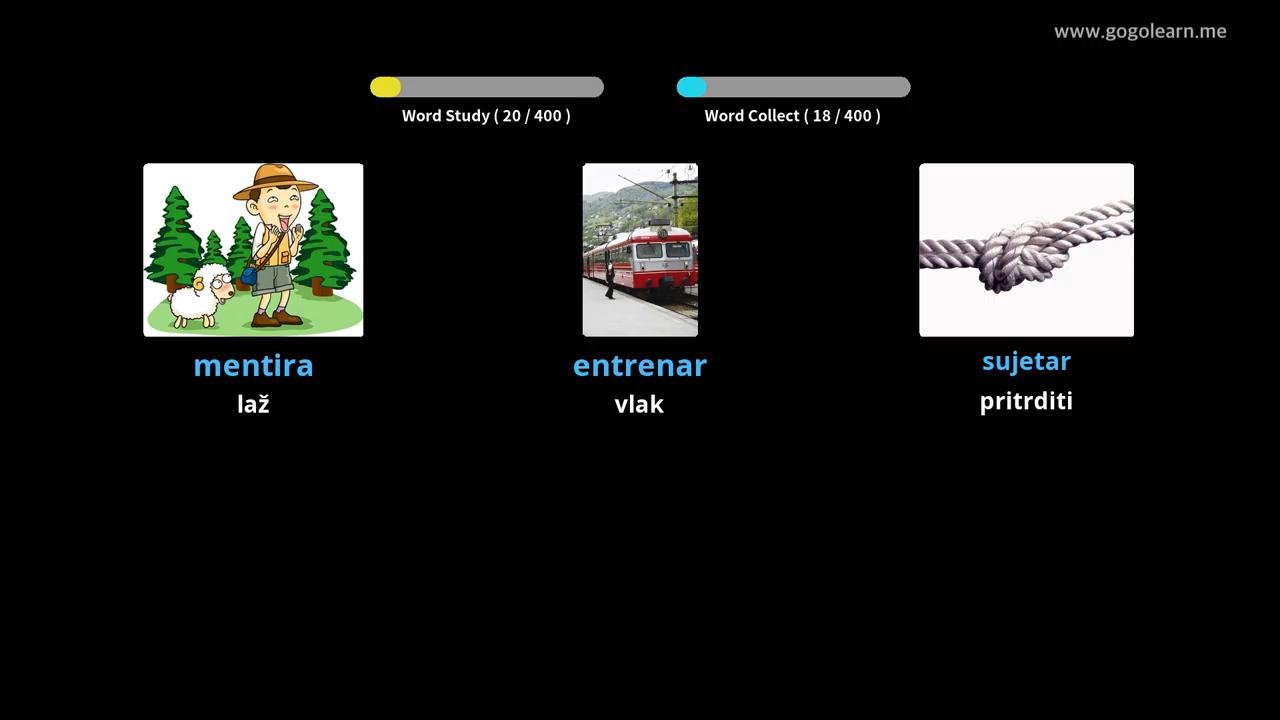 www.gogolearn.me
Word Study ( 20 / 400 )
Word Collect ( 18 / 400 )
mentira
laž
entrenar
vlak
sujetar
pritrditi